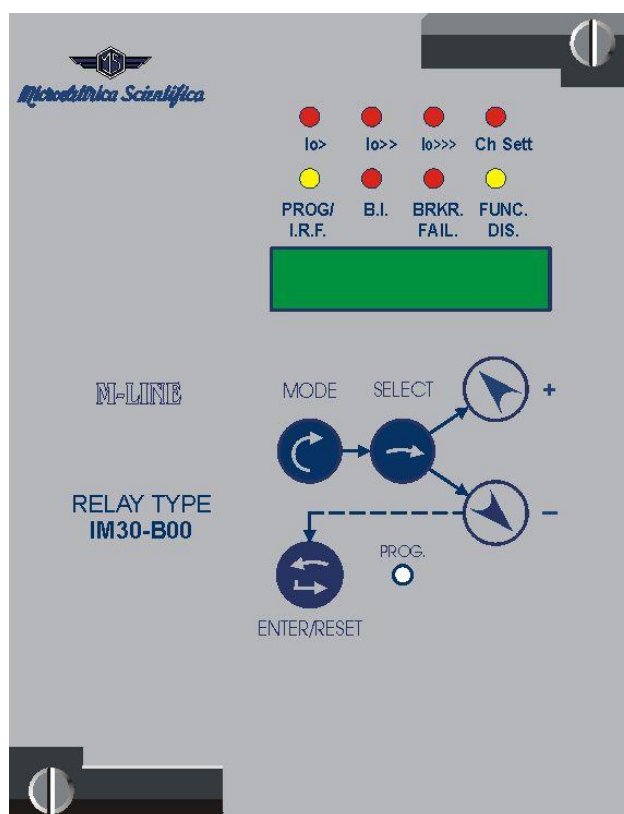 MS
Microelettrica Scientifica
Io> Io>> Io>>> Ch Sett
PROG/ B.I. BRKR. FUNC.
I.R.F. FAIL. DIS.
M-LINE
MODE SELECT
+
RELAY TYPE
IM30-B00
–
PROG.
ENTER/RESET